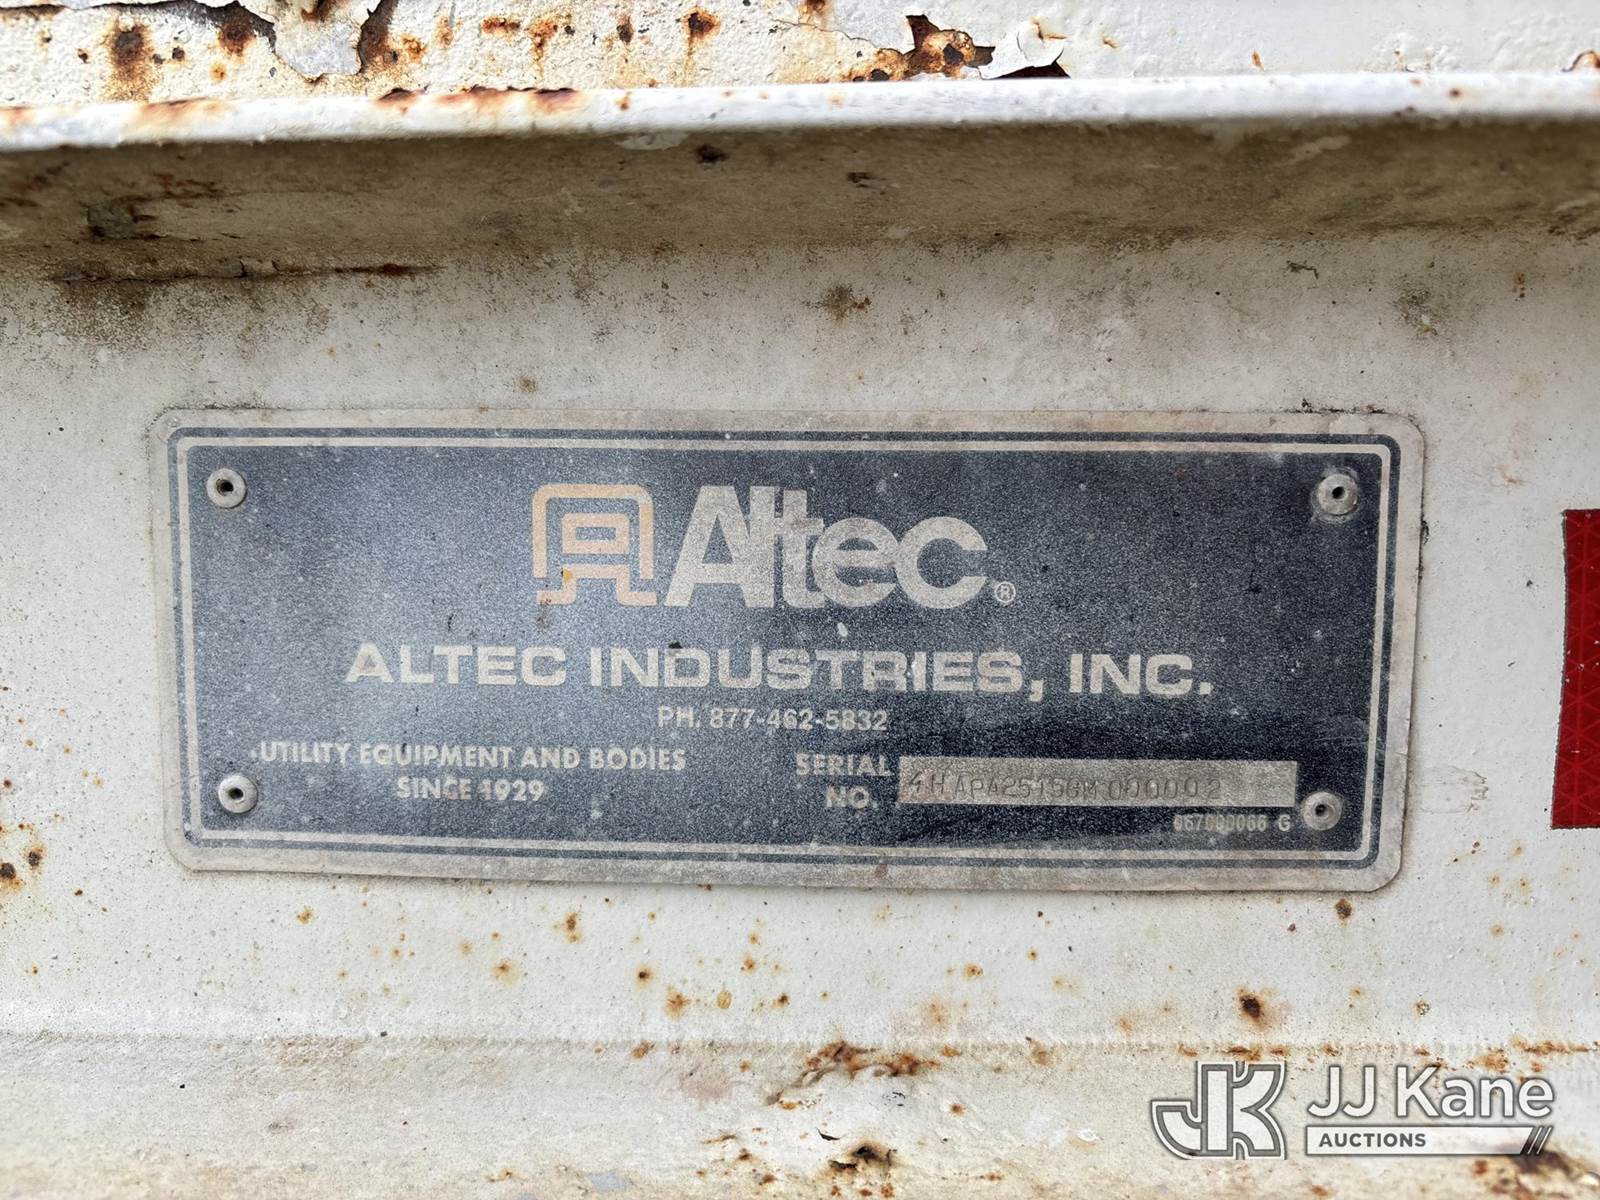 Altec®
ALTEC INDUSTRIES, INC.
PH. 877-462-5832
UTILITY EQUIPMENT AND BODIES
SINCE 1929
SERIAL
NO.
067000066 G
JJ Kane
AUCTIONS